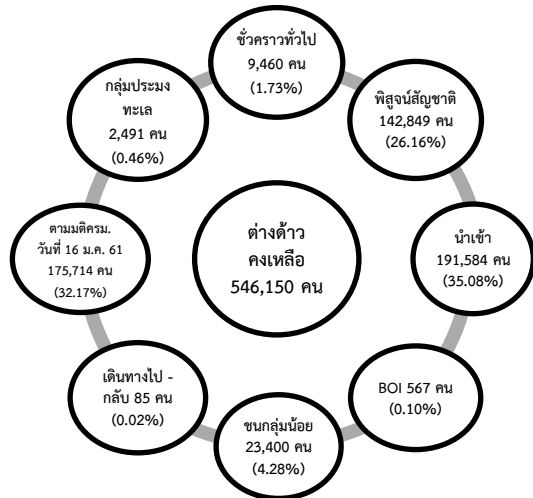 ชั่วคราวทั่วไป
9,460 คน
(1.73%)
พิสูจน์สัญชาติ
142,849 คน
(26.16%)
นำเข้า
191,584 คน
(35.08%)
BOI 567 คน
(0.10%)
ชนกลุ่มน้อย
23,400 คน
(4.28%)
เดินทางไป -
กลับ 85 คน
(0.02%)
ตามมติครม.
วันที่ 16 ม.ค. 61
175,714 คน
(32.17%)
กลุ่มประมง
ทะเล
2,491 คน
(0.46%)
ต่างด้าว
คงเหลือ
546,150 คน